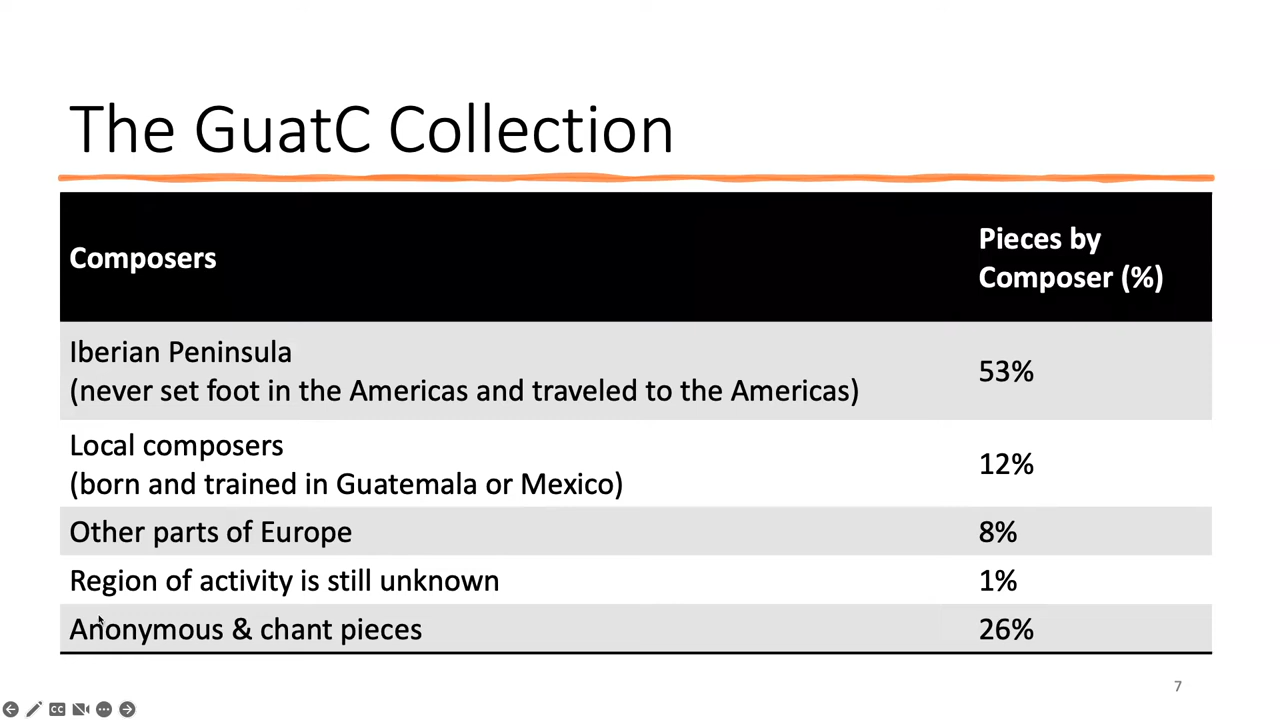 The GuatC Collection
Composers
Pieces by
Composer (%)
Iberian Peninsula
(never set foot in the Americas and traveled to the Americas)
53%
Local composers
(born and trained in Guatemala or Mexico)
12%
Other parts of Europe
8%
Region of activity is still unknown
1%
Anonymous & chant pieces
26%
7
CC